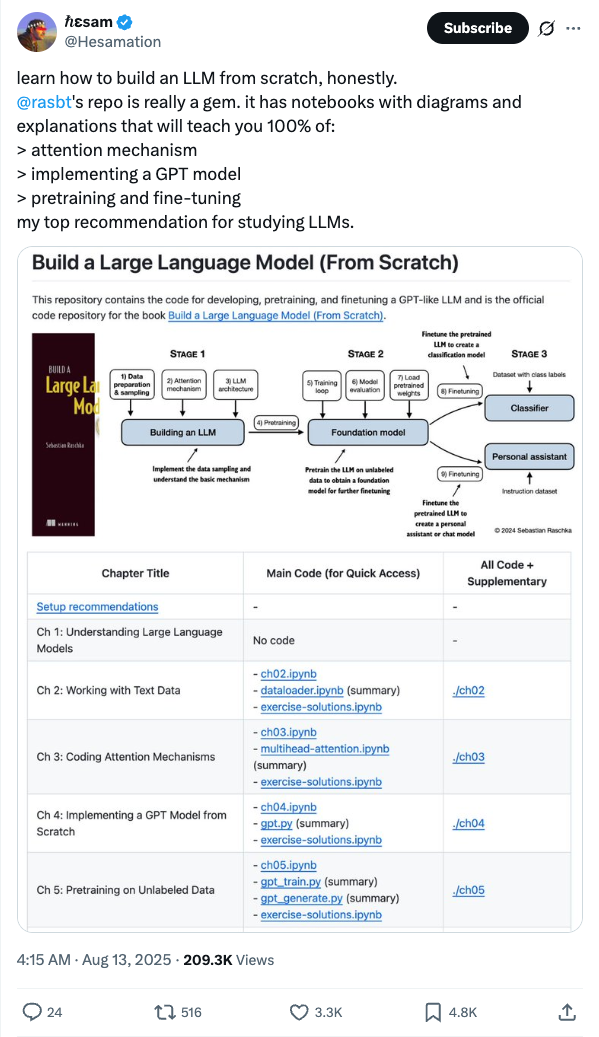 ℏεsam
@Hesamation
Subscribe
learn how to build an LLM from scratch, honestly.
@rasbt's repo is really a gem. it has notebooks with diagrams and
explanations that will teach you 100% of:
> attention mechanism
> implementing a GPT model
> pretraining and fine-tuning
my top recommendation for studying LLMs.
Build a Large Language Model (From Scratch)
This repository contains the code for developing, pretraining, and finetuning a GPT-like LLM and is the official
code repository for the book Build a Large Language Model (From Scratch).
BUILD A
Large La
Mod
Sebastian Raschka
MANNING
STAGE 1
1) Data
preparation
& sampling
2) Attention
mechanism
3) LLM
architecture
Building an LLM
Implement the data sampling and
understand the basic mechanism
4) Pretraining
STAGE 2
5) Training
loop
6) Model
evaluation
7) Load
pretrained
weights
Foundation model
Pretrain the LLM on unlabeled
data to obtain a foundation
model for further finetuning
Finetune the pretrained
LLM to create a
classification model
STAGE 3
8) Finetuning
Dataset with class labels
Classifier
Personal assistant
9) Finetuning
Instruction dataset
Finetune the
pretrained LLM to
create a personal
assistant or chat model
© 2024 Sebastian Raschka
Chapter Title
Main Code (for Quick Access)
All Code +
Supplementary
Setup recommendations
-
-
Ch 1: Understanding Large Language
Models
No code
-
Ch 2: Working with Text Data
- ch02.ipynb
- dataloader.ipynb (summary)
- exercise-solutions.ipynb
./ch02
Ch 3: Coding Attention Mechanisms
- ch03.ipynb
- multihead-attention.ipynb
(summary)
- exercise-solutions.ipynb
./ch03
Ch 4: Implementing a GPT Model from
Scratch
- ch04.ipynb
- gpt.py (summary)
- exercise-solutions.ipynb
./ch04
Ch 5: Pretraining on Unlabeled Data
- ch05.ipynb
- gpt_train.py (summary)
- gpt_generate.py (summary)
- exercise-solutions.ipynb
./ch05
4:15 AM · Aug 13, 2025 · 209.3K Views
24
516
3.3K
4.8K